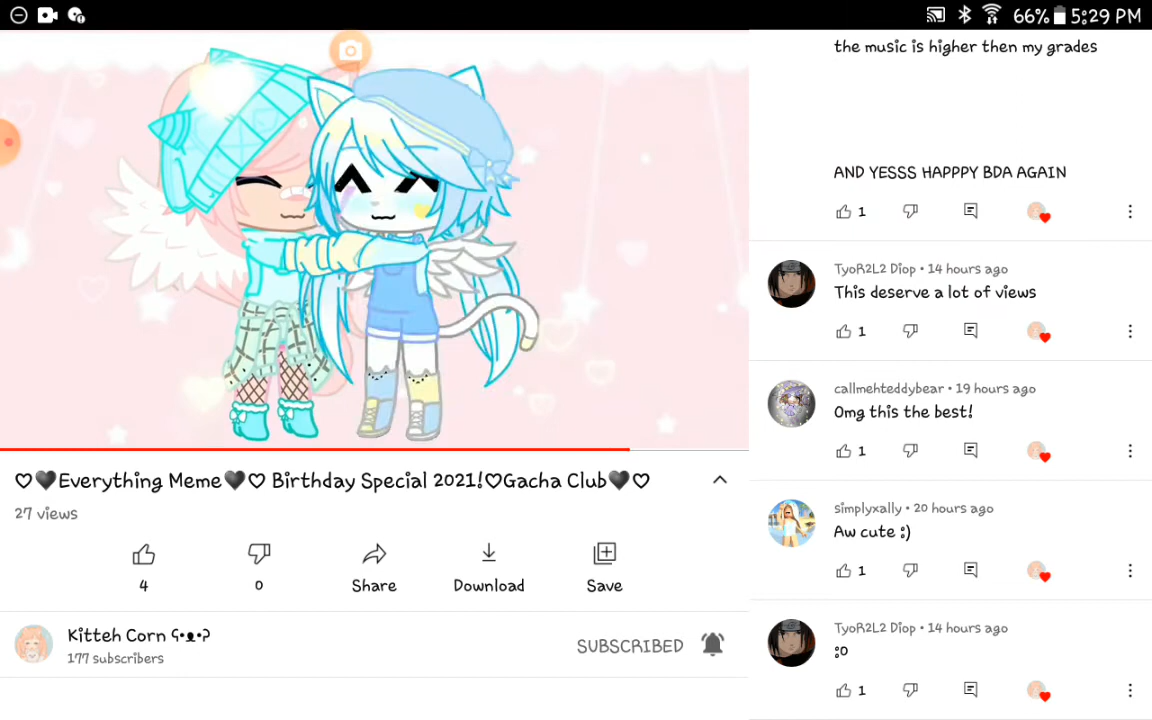 66% 5:29 PM
the music is higher then my grades
AND YESSS HAPPPY BDA AGAIN
1
TyoR2L2 Diop • 14 hours ago
This deserve a lot of views
1
callmehteddybear • 19 hours ago
Omg this the best!
1
simplyxally • 20 hours ago
Aw cute :)
1
TyoR2L2 Diop • 14 hours ago
:0
1
♡🖤Everything Meme🖤♡ Birthday Special 2021!♡Gacha Club🖤♡
27 views
4
0
Share
Download
Save
Kitteh Corn ʕ•ᴥ•ʔ
177 subscribers
SUBSCRIBED